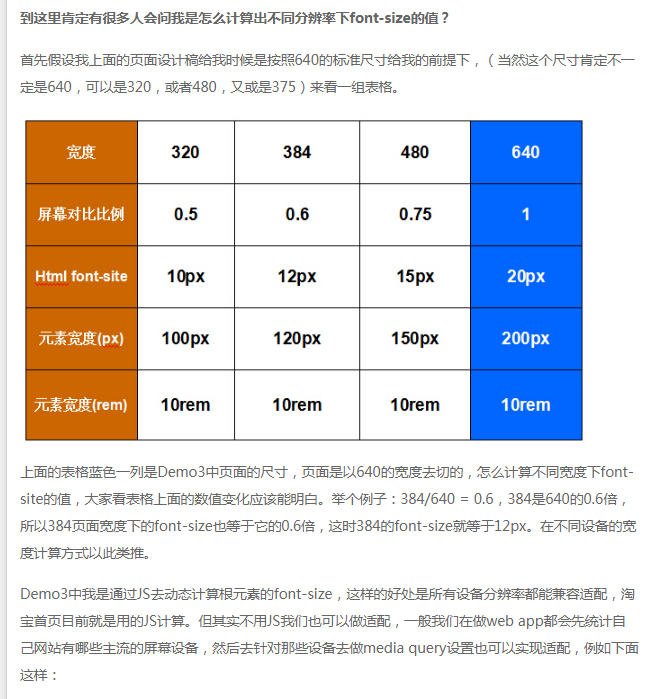 到这里肯定有很多人会问我是怎么计算出不同分辨率下font-size的值？
首先假设我上面的页面设计稿给我时候是按照640的标准尺寸给我的前提下，（当然这个尺寸肯定不一
定是640，可以是320，或者480，又或是375）来看一组表格。
宽度 320 384 480 640
屏幕对比比例 0.5 0.6 0.75 1
Html font-site 10px 12px 15px 20px
元素宽度(px) 100px 120px 150px 200px
元素宽度(rem) 10rem 10rem 10rem 10rem
上面的表格蓝色一列是Demo3中页面的尺寸，页面是以640的宽度去切的，怎么计算不同宽度下font-
site的值，大家看表格上面的数值变化应该能明白。举个例子：384/640 = 0.6，384是640的0.6倍，
所以384页面宽度下的font-size也等于它的0.6倍，这时384的font-size就等于12px。在不同设备的宽
度计算方式以此类推。
Demo3中我是通过JS去动态计算根元素的font-size，这样的好处是所有设备分辨率都能兼容适配，淘
宝首页目前就是用的JS计算。但其实不用JS我们也可以做适配，一般我们在做web app都会先统计自
己网站有哪些主流的屏幕设备，然后去针对那些设备去做media query设置也可以实现适配，例如下面
这样：